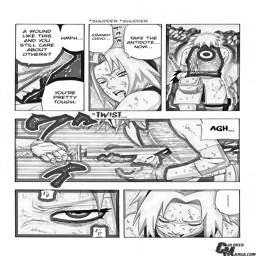 *SHUDDER *SHUDDER
A WOUND
LIKE THIS
AND YOU
STILL CARE
ABOUT
OTHERS?
HMPH...
YOU'RE
PRETTY
TOUGH.
GRANNY
CHIYO...
TAKE THE
ANTIDOTE
NOW...
*TWIST...
AGH...
COLORED
MANGA.COM